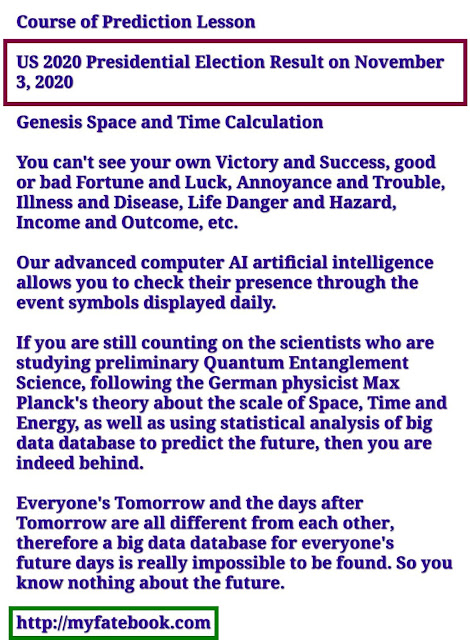 Course of Prediction Lesson
US 2020 Presidential Election Result on November
3, 2020
Genesis Space and Time Calculation
You can't see your own Victory and Success, good
or bad Fortune and Luck, Annoyance and Trouble,
Illness and Disease, Life Danger and Hazard,
Income and Outcome, etc.
Our advanced computer AI artificial intelligence
allows you to check their presence through the
event symbols displayed daily.
If you are still counting on the scientists who are
studying preliminary Quantum Entanglement
Science, following the German physicist Max
Planck's theory about the scale of Space, Time and
Energy, as well as using statistical analysis of big
data database to predict the future, then you are
indeed behind.
Everyone's Tomorrow and the days after
Tomorrow are all different from each other,
therefore a big data database for everyone's
future days is really impossible to be found. So you
know nothing about the future.
http://myfatebook.com